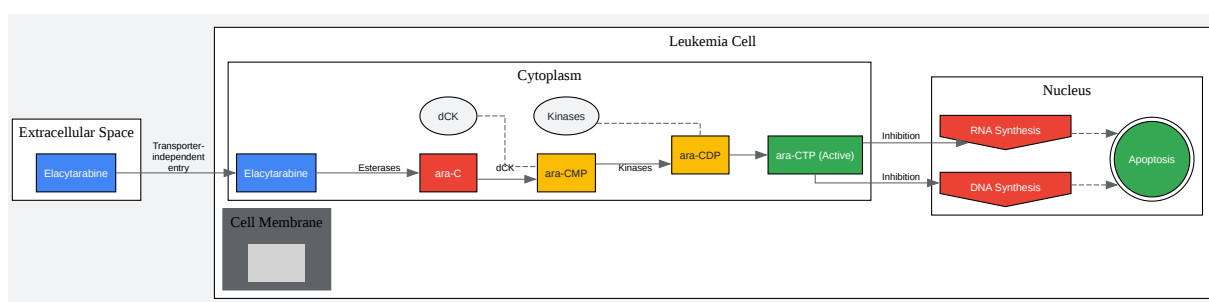 Leukemia Cell
Cytoplasm
Nucleus
Extracellular Space
Elacytarabine
Transporter-
independent
entry
Elacytarabine
Esterases
dCK
ara-C
dCK
Kinases
ara-CMP
Kinases
ara-CDP
ara-CTP (Active)
Inhibition
Inhibition
RNA Synthesis
DNA Synthesis
Apoptosis
Cell Membrane